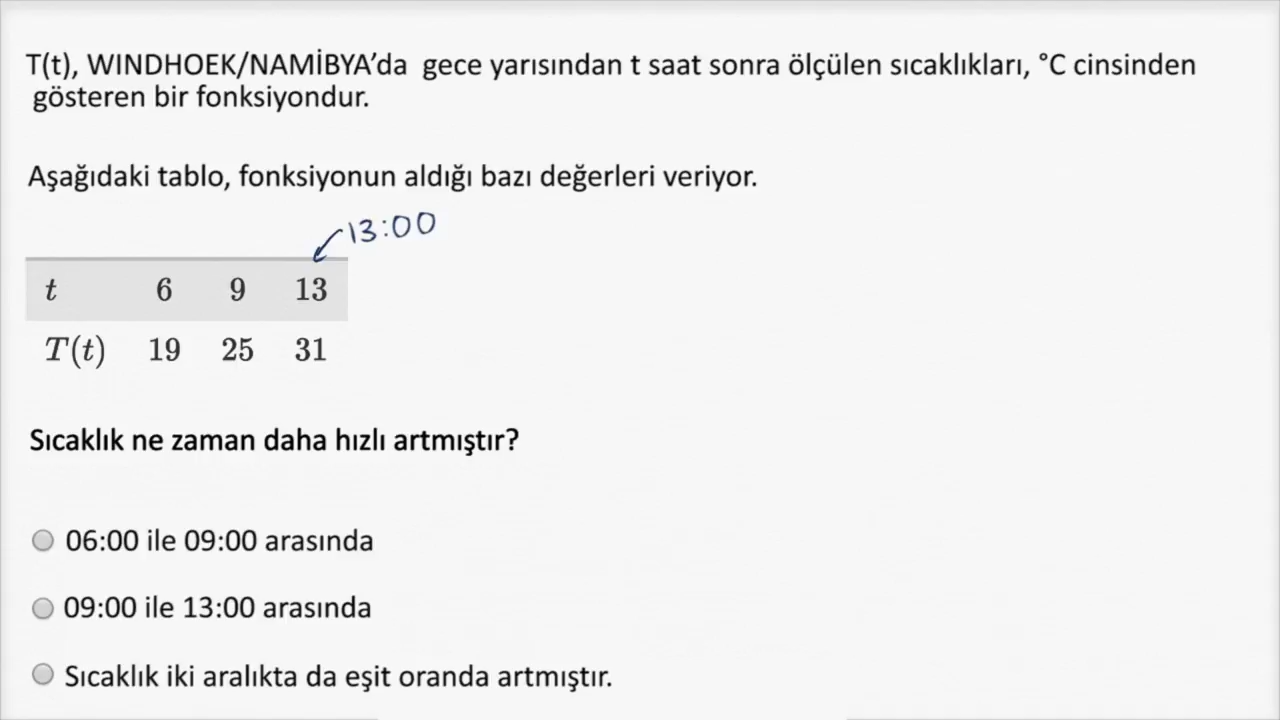 T(t), WINDHOEK/NAMİBYA’da gece yarısından t saat sonra ölçülen sıcaklıkları, °C cinsinden
gösteren bir fonksiyondur.
Aşağıdaki tablo, fonksiyonun aldığı bazı değerleri veriyor.
13:00
t 6 9 13
T(t) 19 25 31
Sıcaklık ne zaman daha hızlı artmıştır?
06:00 ile 09:00 arasında
09:00 ile 13:00 arasında
Sıcaklık iki aralıkta da eşit oranda artmıştır.